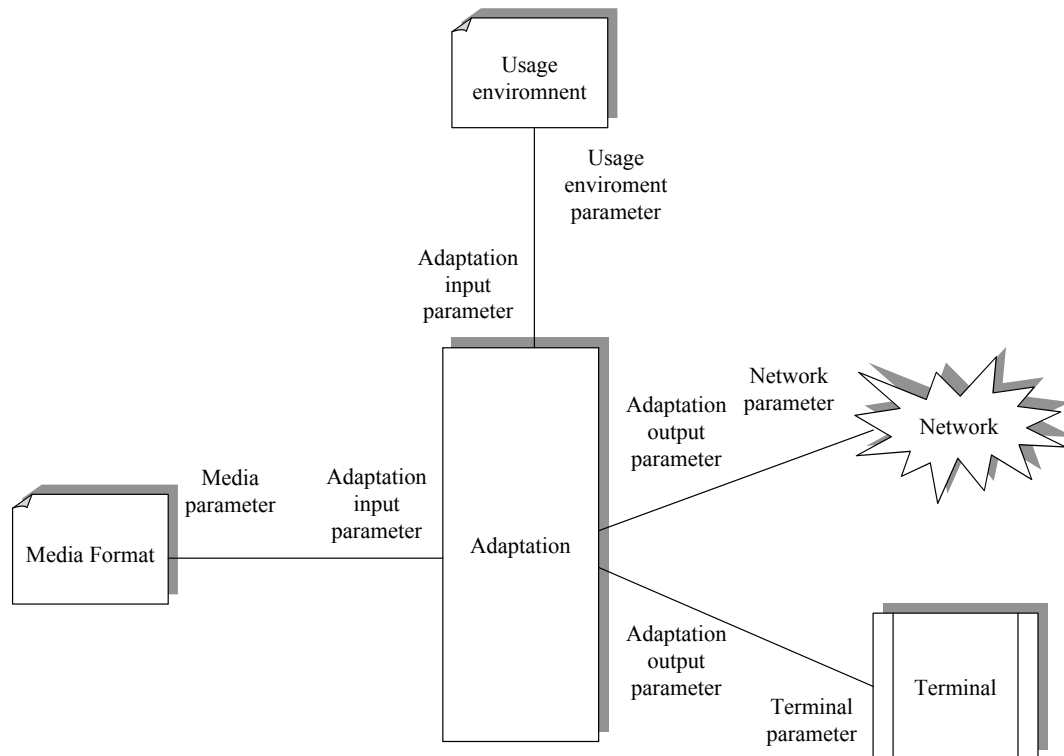 Usage
enviromnent
Usage
enviroment
parameter
Adaptation
input
parameter
Network
parameter
Adaptation
output
parameter
Network
Media
parameter
Adaptation
input
parameter
Media Format
Adaptation
Adaptation
output
parameter
Terminal
Terminal
parameter